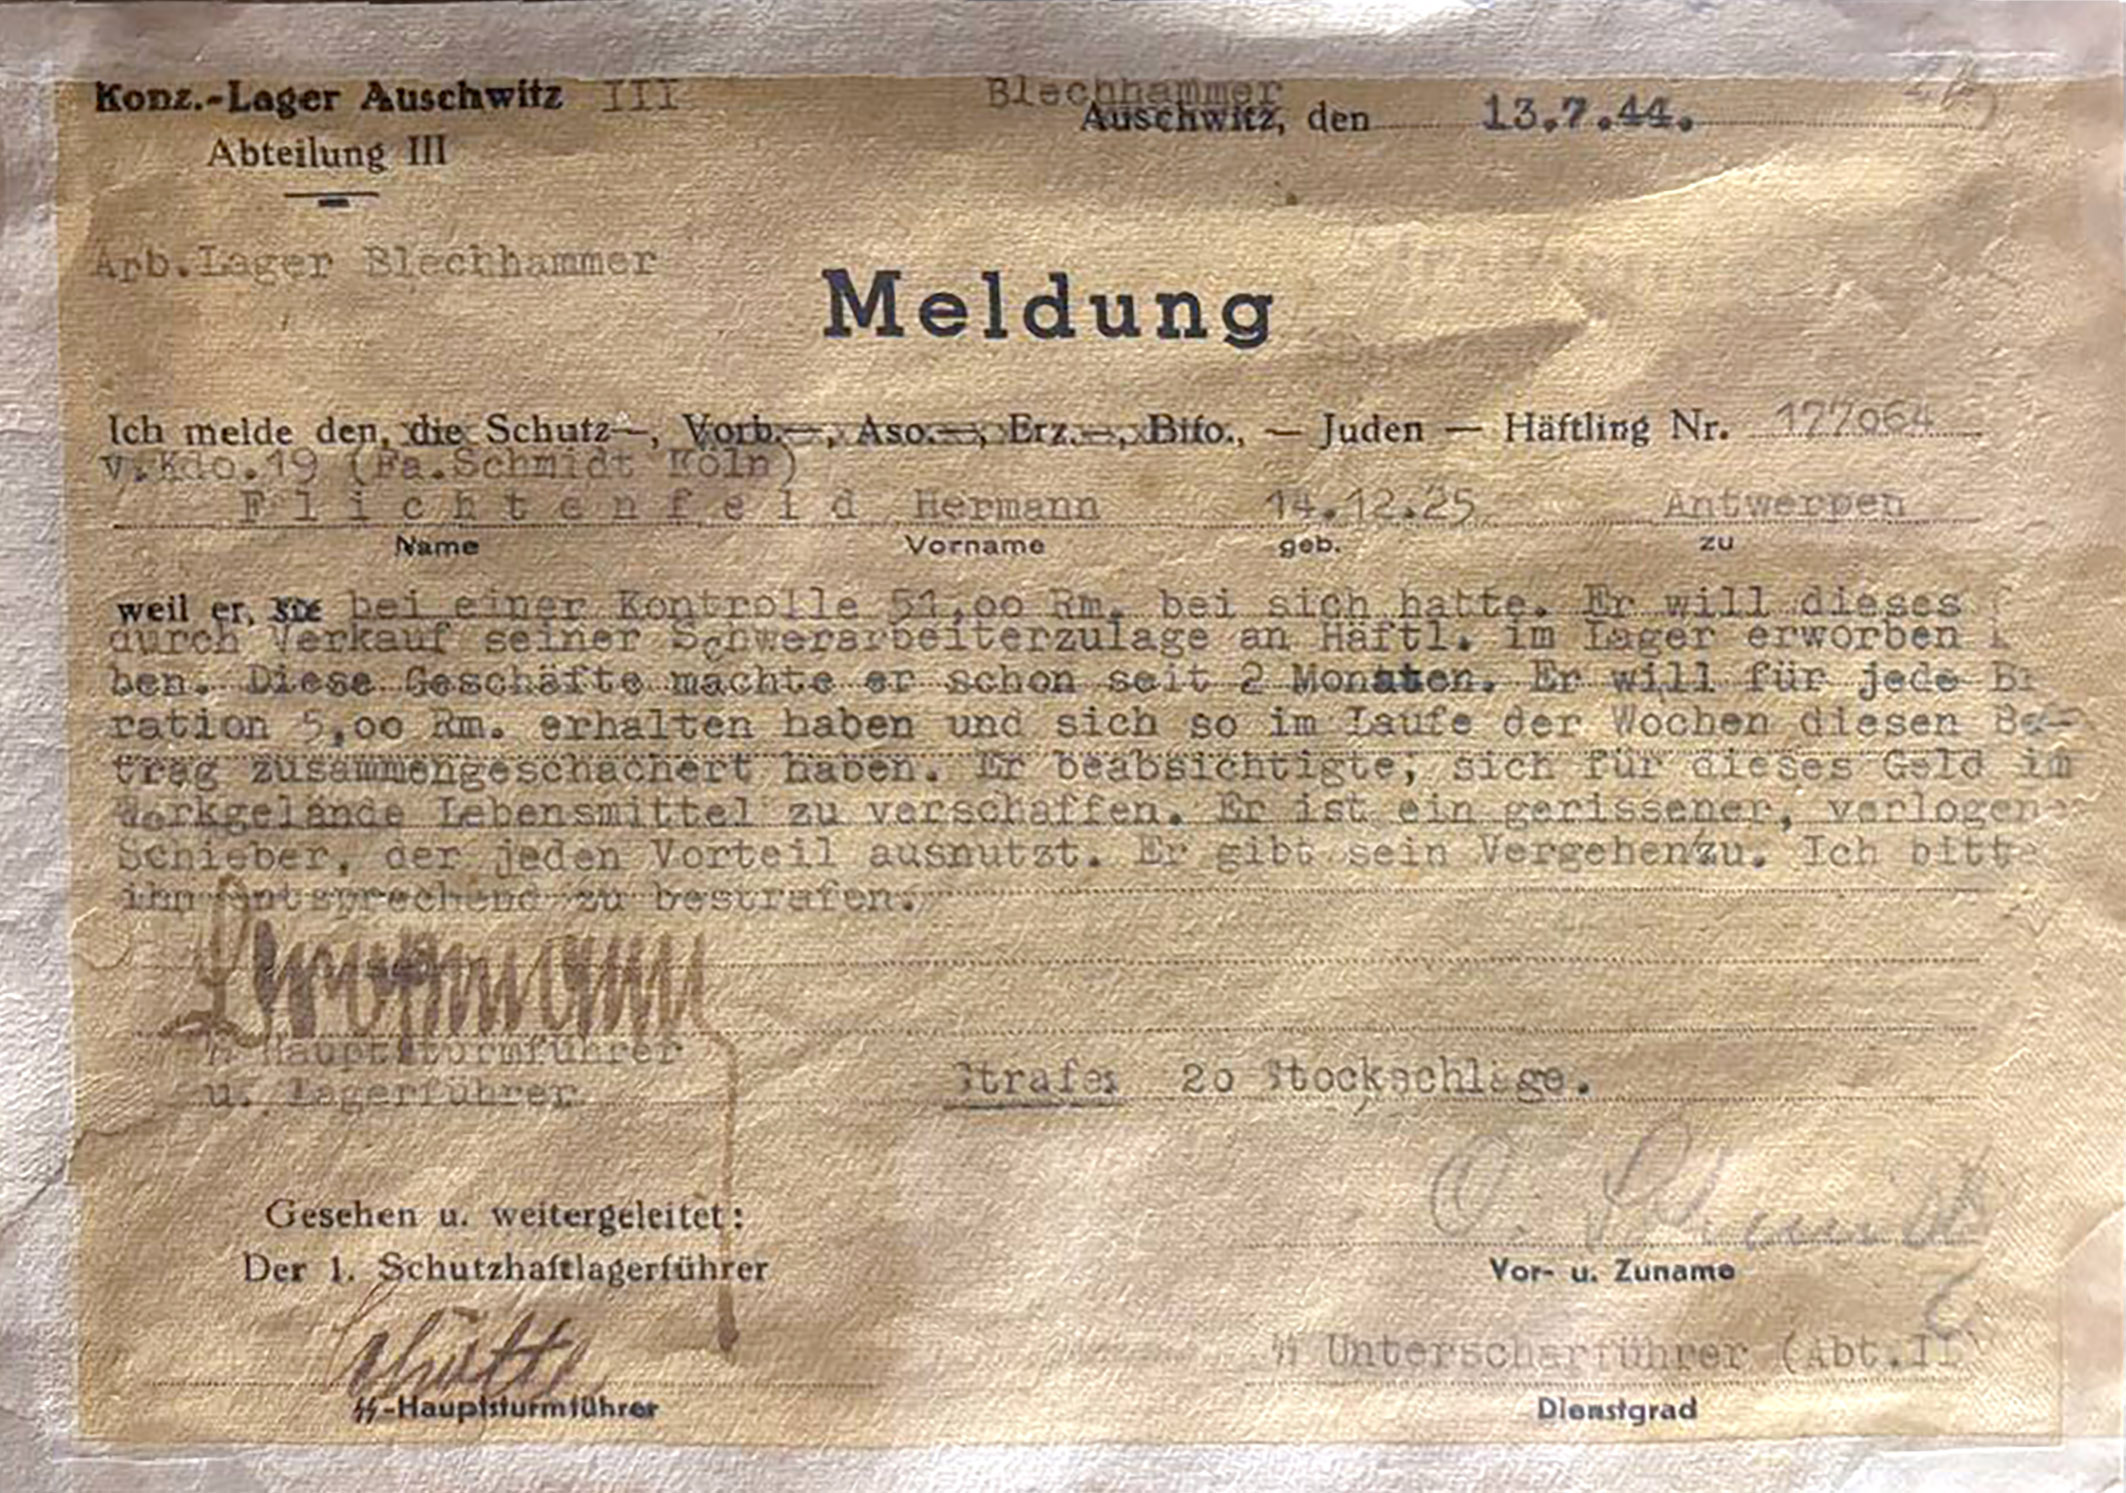 Konz.-Lager Auschwitz III
Blechhammer
Auschwitz, den 13.7.44.
Abteilung III
Arb.Lager Blechhammer
Meldung
Ich melde den, die Schutz—, Vorb.—, Aso.—, Erz.—, Bifo., — Juden — Häftling Nr. 177064
v.Kdo.19 (Fa.Schmidt Köln)
Flichtenfeld Hermann 14.12.25 Antwerpen
Name Vorname geb. zu
weil er, sie bei einer Kontrolle 51,oo Rm. bei sich hatte. Er will dieses
durch Verkauf seiner Schwerarbeiterzulage an Häftl. im Lager erworben
ben. Diese Geschäfte machte er schon seit 2 Monaten. Er will für jede
ration 5,oo Rm. erhalten haben und sich so im Laufe der Wochen diesen Be-
trag zusammengeschachert haben. Er beabsichtigte, sich für dieses Geld im
Werkgelände Lebensmittel zu verschaffen. Er ist ein gerissener, verlogener
Schieber, der jeden Vorteil ausnutzt. Er gibt sein Vergehen zu. Ich bitte
ihn entsprechend zu bestrafen.
SS Hauptsturmführer
u. Lagerführer
Strafe: 2o Stockschläge.
Gesehen u. weitergeleitet:
Der 1. Schutzhaftlagerführer
O. Schmidt
Vor- u. Zuname
SS-Hauptsturmführer
SS Unterscharführer (Abt.II)
Dienstgrad